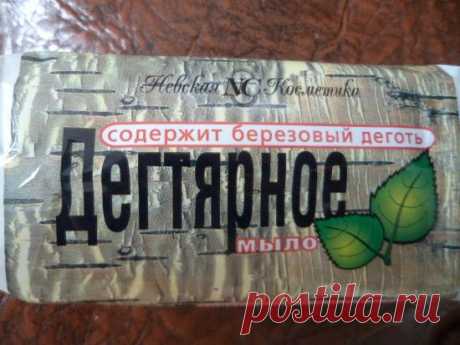 Невская NC Косметика
содержит березовый деготь
Дегтярное
мыло
postila.ru